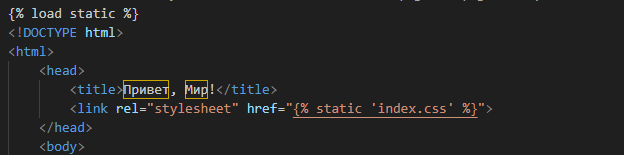 {% load static %}
<!DOCTYPE html>
<html>
<head>
<title>Привет, Мир!</title>
<link rel="stylesheet" href="{% static 'index.css' %}">
</head>
<body>